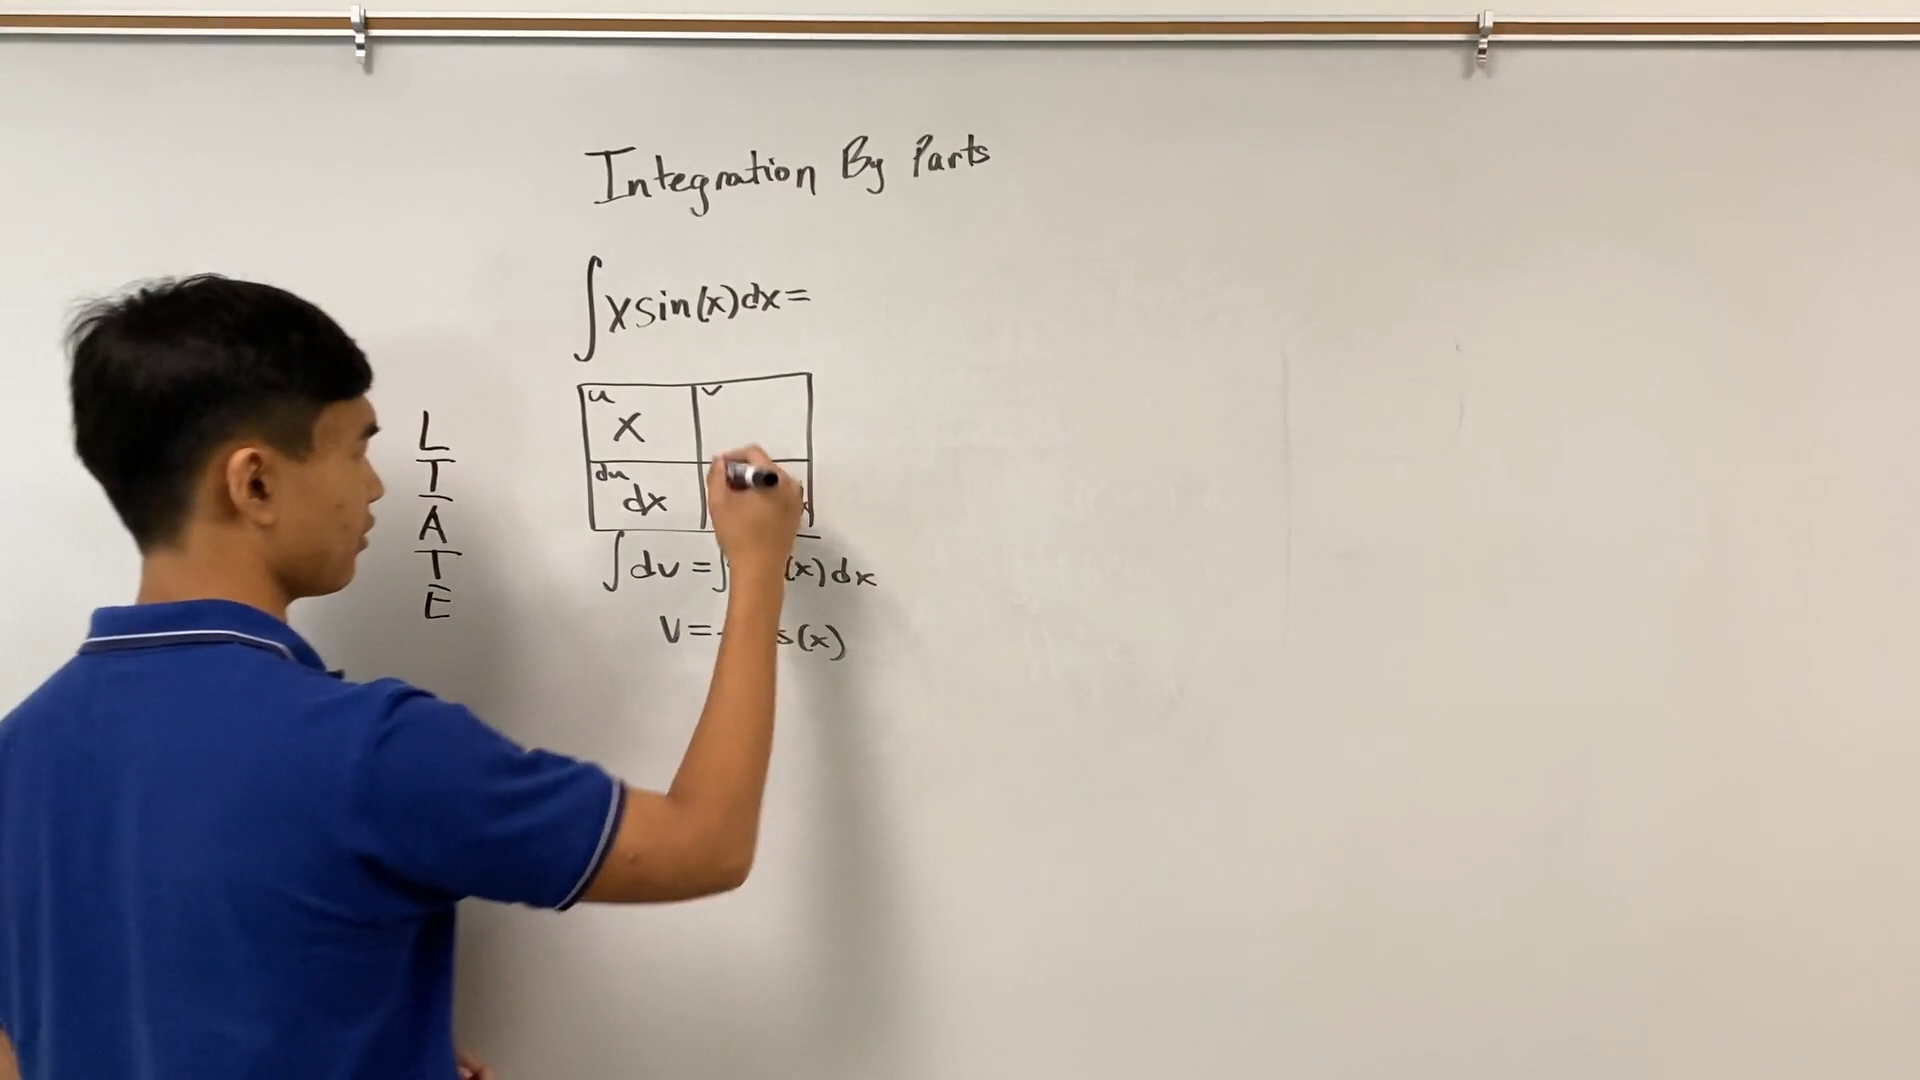 Integration By Parts
∫xsin(x)dx=
u x v
du dx
L
I
A
T
E
∫dv=∫ (x)dx
V=- s(x)